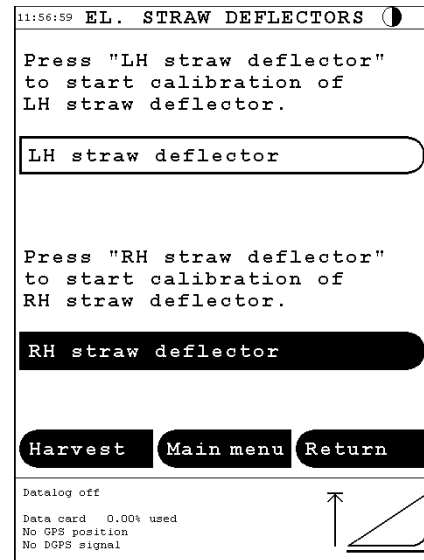 11:56:59 EL. STRAW DEFLECTORS
Press "LH straw deflector"
to start calibration of
LH straw deflector.
LH straw deflector
Press "RH straw deflector"
to start calibration of
RH straw deflector.
RH straw deflector
Harvest Main menu Return
Datalog off
Data card 0.00% used
No GPS position
No DGPS signal